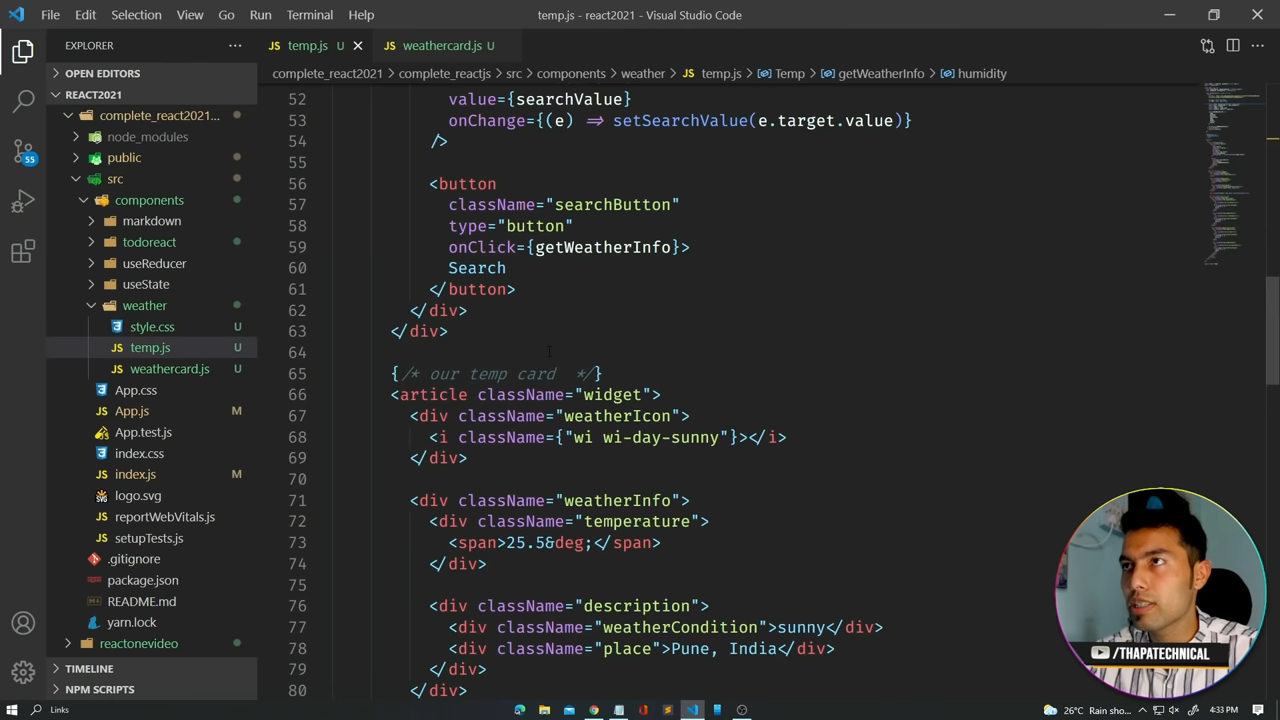 File Edit Selection View Go Run Terminal Help
temp.js - react2021 - Visual Studio Code
EXPLORER
temp.js U
weathercard.js U
OPEN EDITORS
REACT2021
complete_react2021...
node_modules
public
src
components
markdown
todoreact
useReducer
useState
weather
style.css U
temp.js U
weathercard.js U
App.css
App.js M
App.test.js
index.css
index.js M
logo.svg
reportWebVitals.js
setupTests.js
.gitignore
package.json
README.md
yarn.lock
reactonevideo
TIMELINE
NPM SCRIPTS
55
complete_react2021 > complete_reactjs > src > components > weather > temp.js > Temp > getWeatherInfo > humidity
52 value={searchValue}
53 onChange={(e) => setSearchValue(e.target.value)}
54 />
55
56 <button
57 className="searchButton"
58 type="button"
59 onClick={getWeatherInfo}>
60 Search
61 </button>
62 </div>
63 </div>
64
65 {/* our temp card  */}
66 <article className="widget">
67 <div className="weatherIcon">
68 <i className={"wi wi-day-sunny"}></i>
69 </div>
70
71 <div className="weatherInfo">
72 <div className="temperature">
73 <span>25.5&deg;</span>
74 </div>
75
76 <div className="description">
77 <div className="weatherCondition">sunny</div>
78 <div className="place">Pune, India</div>
79 </div>
80 </div>
/THAPATECHNICAL
Links
26°C Rain sho...
4:33 PM